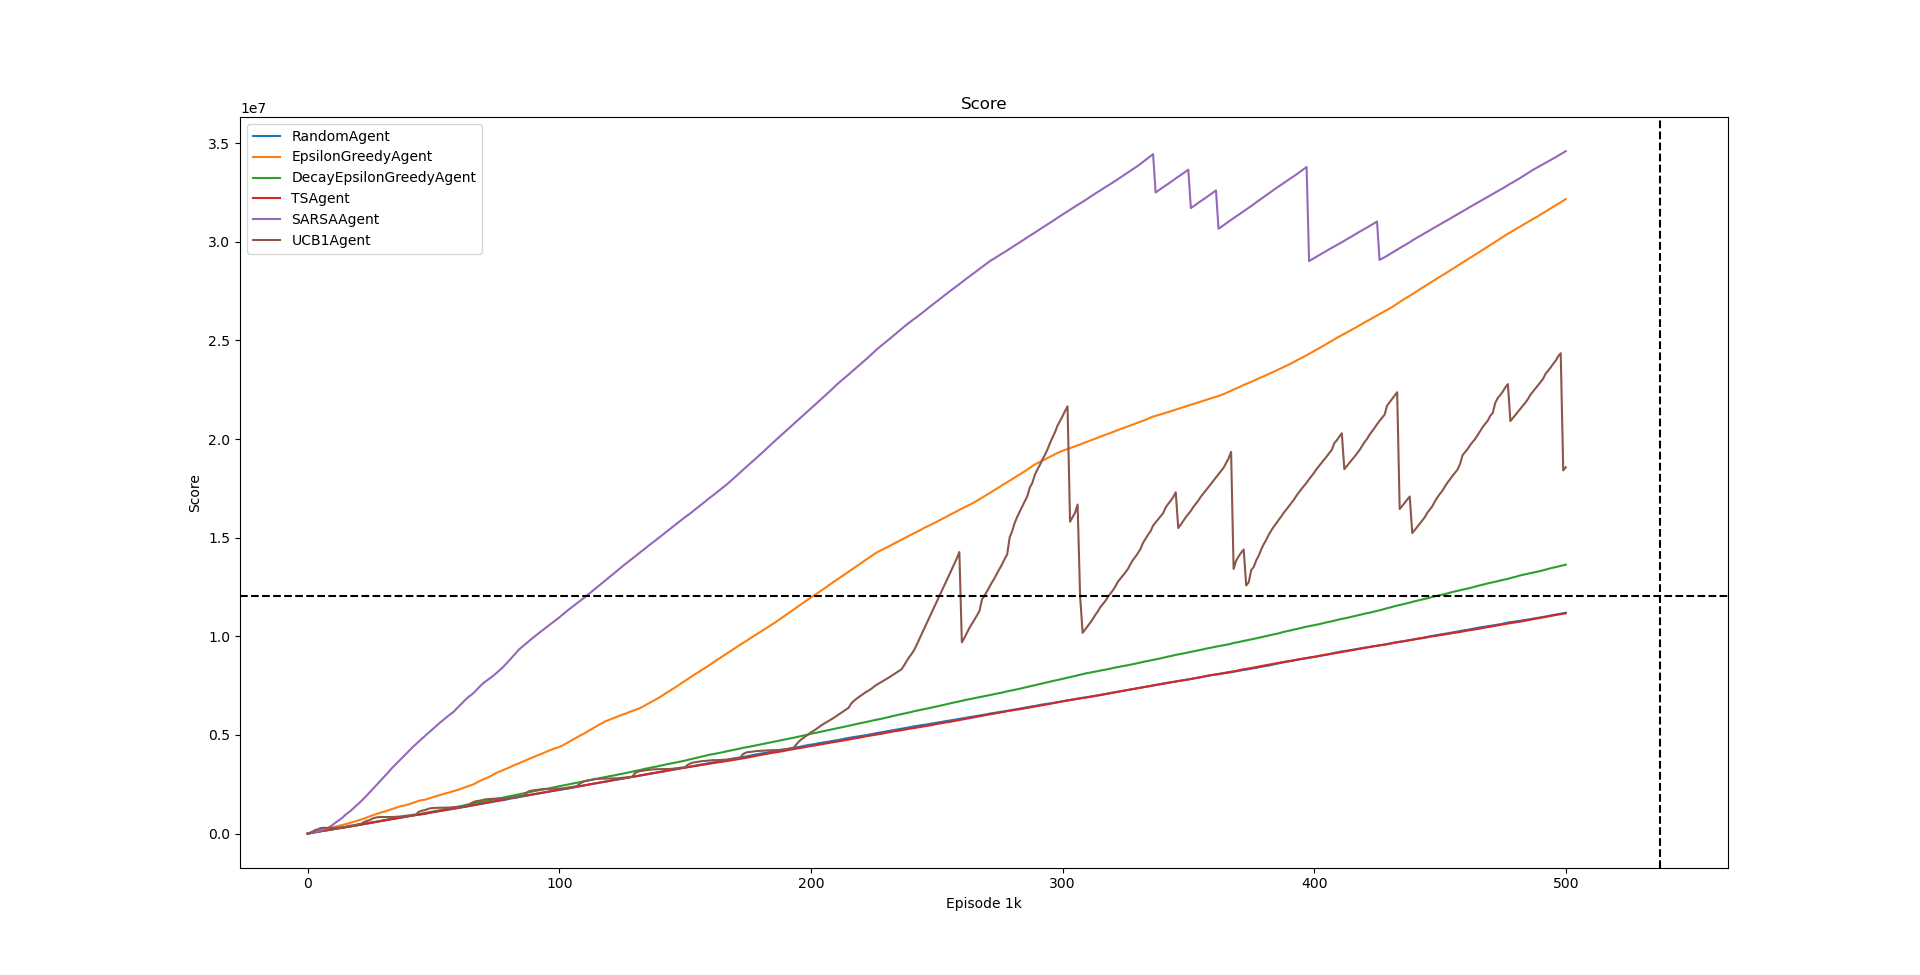 Score
1e7
RandomAgent
EpsilonGreedyAgent
DecayEpsilonGreedyAgent
TSAgent
SARSAAgent
UCB1Agent
3.5
3.0
2.5
2.0
1.5
1.0
0.5
0.0
Score
0 100 200 300 400 500
Episode 1k